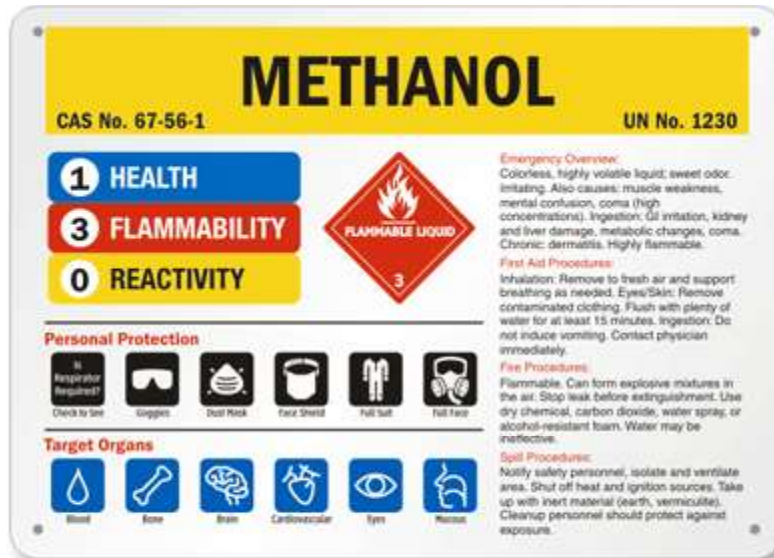 METHANOL
CAS No. 67-56-1
UN No. 1230
1 HEALTH
3 FLAMMABILITY
0 REACTIVITY
FLAMMABLE LIQUID
3
Personal Protection
Is
Respirator
Required?
Check to See
Goggles
Dust Mask
Face Shield
Full Suit
Full Face
Target Organs
Blood
Bone
Brain
Cardiovascular
Eyes
Mucous
Emergency Overview:
Colorless, highly volatile liquid; sweet odor.
Irritating. Also causes: muscle weakness,
mental confusion, coma (high
concentrations). Ingestion: GI irritation, kidney
and liver damage, metabolic changes, coma.
Chronic: dermatitis. Highly flammable.
First Aid Procedures:
Inhalation: Remove to fresh air and support
breathing as needed. Eyes/Skin: Remove
contaminated clothing. Flush with plenty of
water for at least 15 minutes. Ingestion: Do
not induce vomiting. Contact physician
immediately.
Fire Procedures:
Flammable. Can form explosive mixtures in
the air. Stop leak before extinguishment. Use
dry chemical, carbon dioxide, water spray, or
alcohol-resistant foam. Water may be
ineffective.
Spill Procedures:
Notify safety personnel, isolate and ventilate
area. Shut off heat and ignition sources. Take
up with inert material (earth, vermiculite).
Cleanup personnel should protect against
exposure.